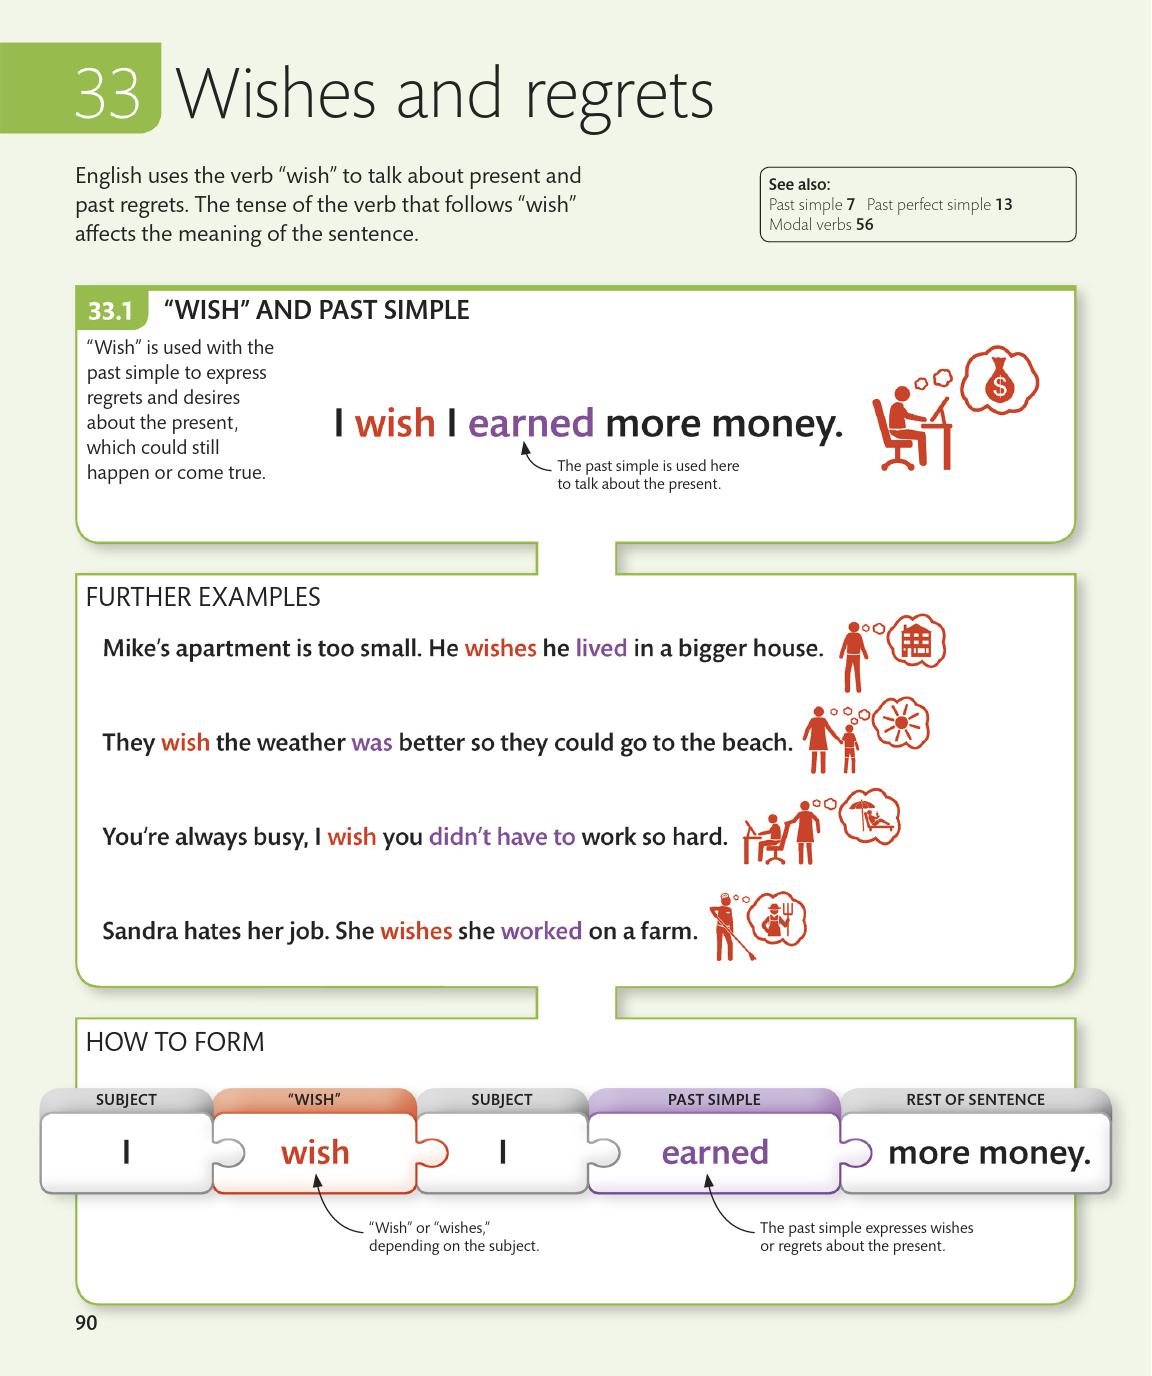 33 Wishes and regrets
English uses the verb “wish” to talk about present and
past regrets. The tense of the verb that follows “wish”
affects the meaning of the sentence.
See also:
Past simple 7 Past perfect simple 13
Modal verbs 56
33.1 “WISH” AND PAST SIMPLE
“Wish” is used with the
past simple to express
regrets and desires
about the present,
which could still
happen or come true.
I wish I earned more money.
The past simple is used here
to talk about the present.
$
FURTHER EXAMPLES
Mike’s apartment is too small. He wishes he lived in a bigger house.
They wish the weather was better so they could go to the beach.
You’re always busy, I wish you didn’t have to work so hard.
Sandra hates her job. She wishes she worked on a farm.
HOW TO FORM
SUBJECT “WISH” SUBJECT PAST SIMPLE REST OF SENTENCE
I wish I earned more money.
“Wish” or “wishes,”
depending on the subject.
The past simple expresses wishes
or regrets about the present.
90